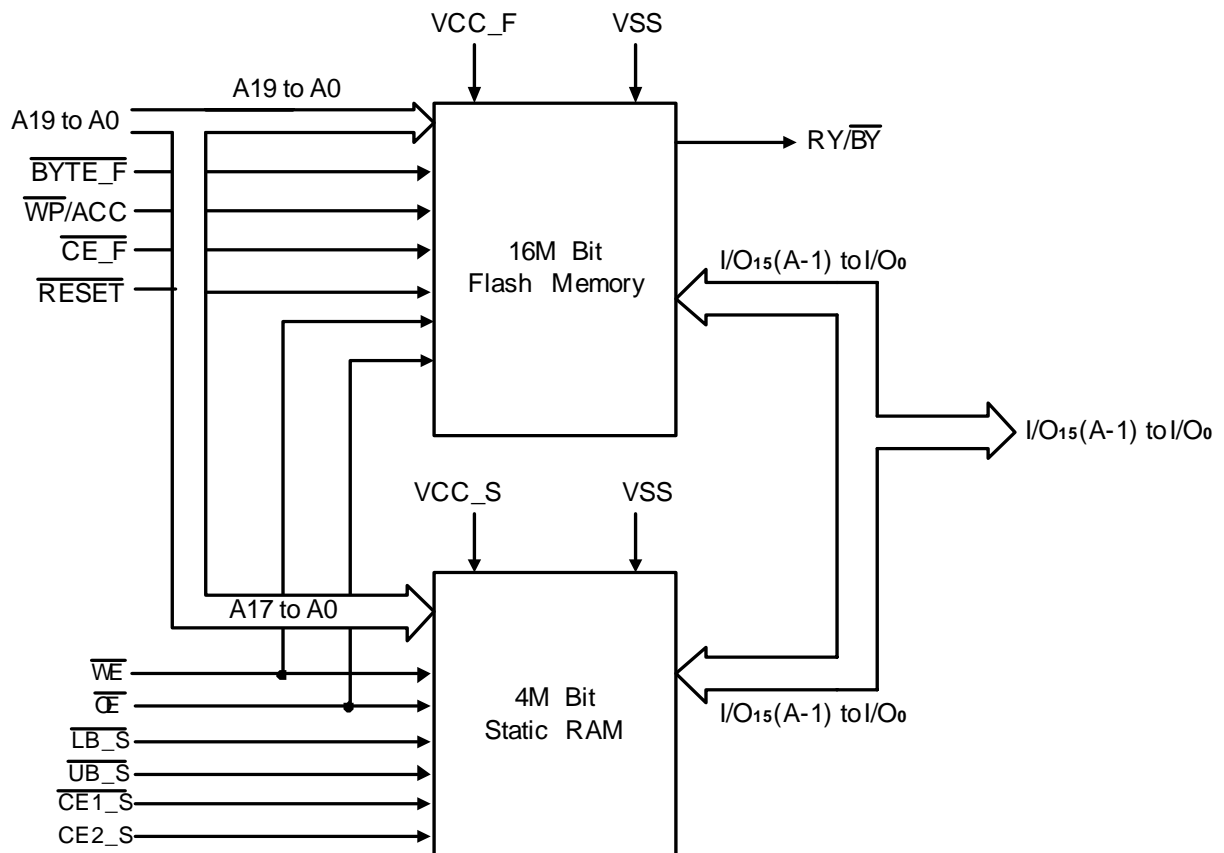 VCC_F VSS
A19 to A0
A19 to A0
RY/BY
BYTE_F
WP/ACC
CE_F
RESET
16M Bit
Flash Memory
I/O15(A-1) to I/O0
I/O15(A-1) to I/O0
VCC_S VSS
A17 to A0
WE
OE
LB_S
UB_S
CE1_S
CE2_S
4M Bit
Static RAM
I/O15(A-1) to I/O0